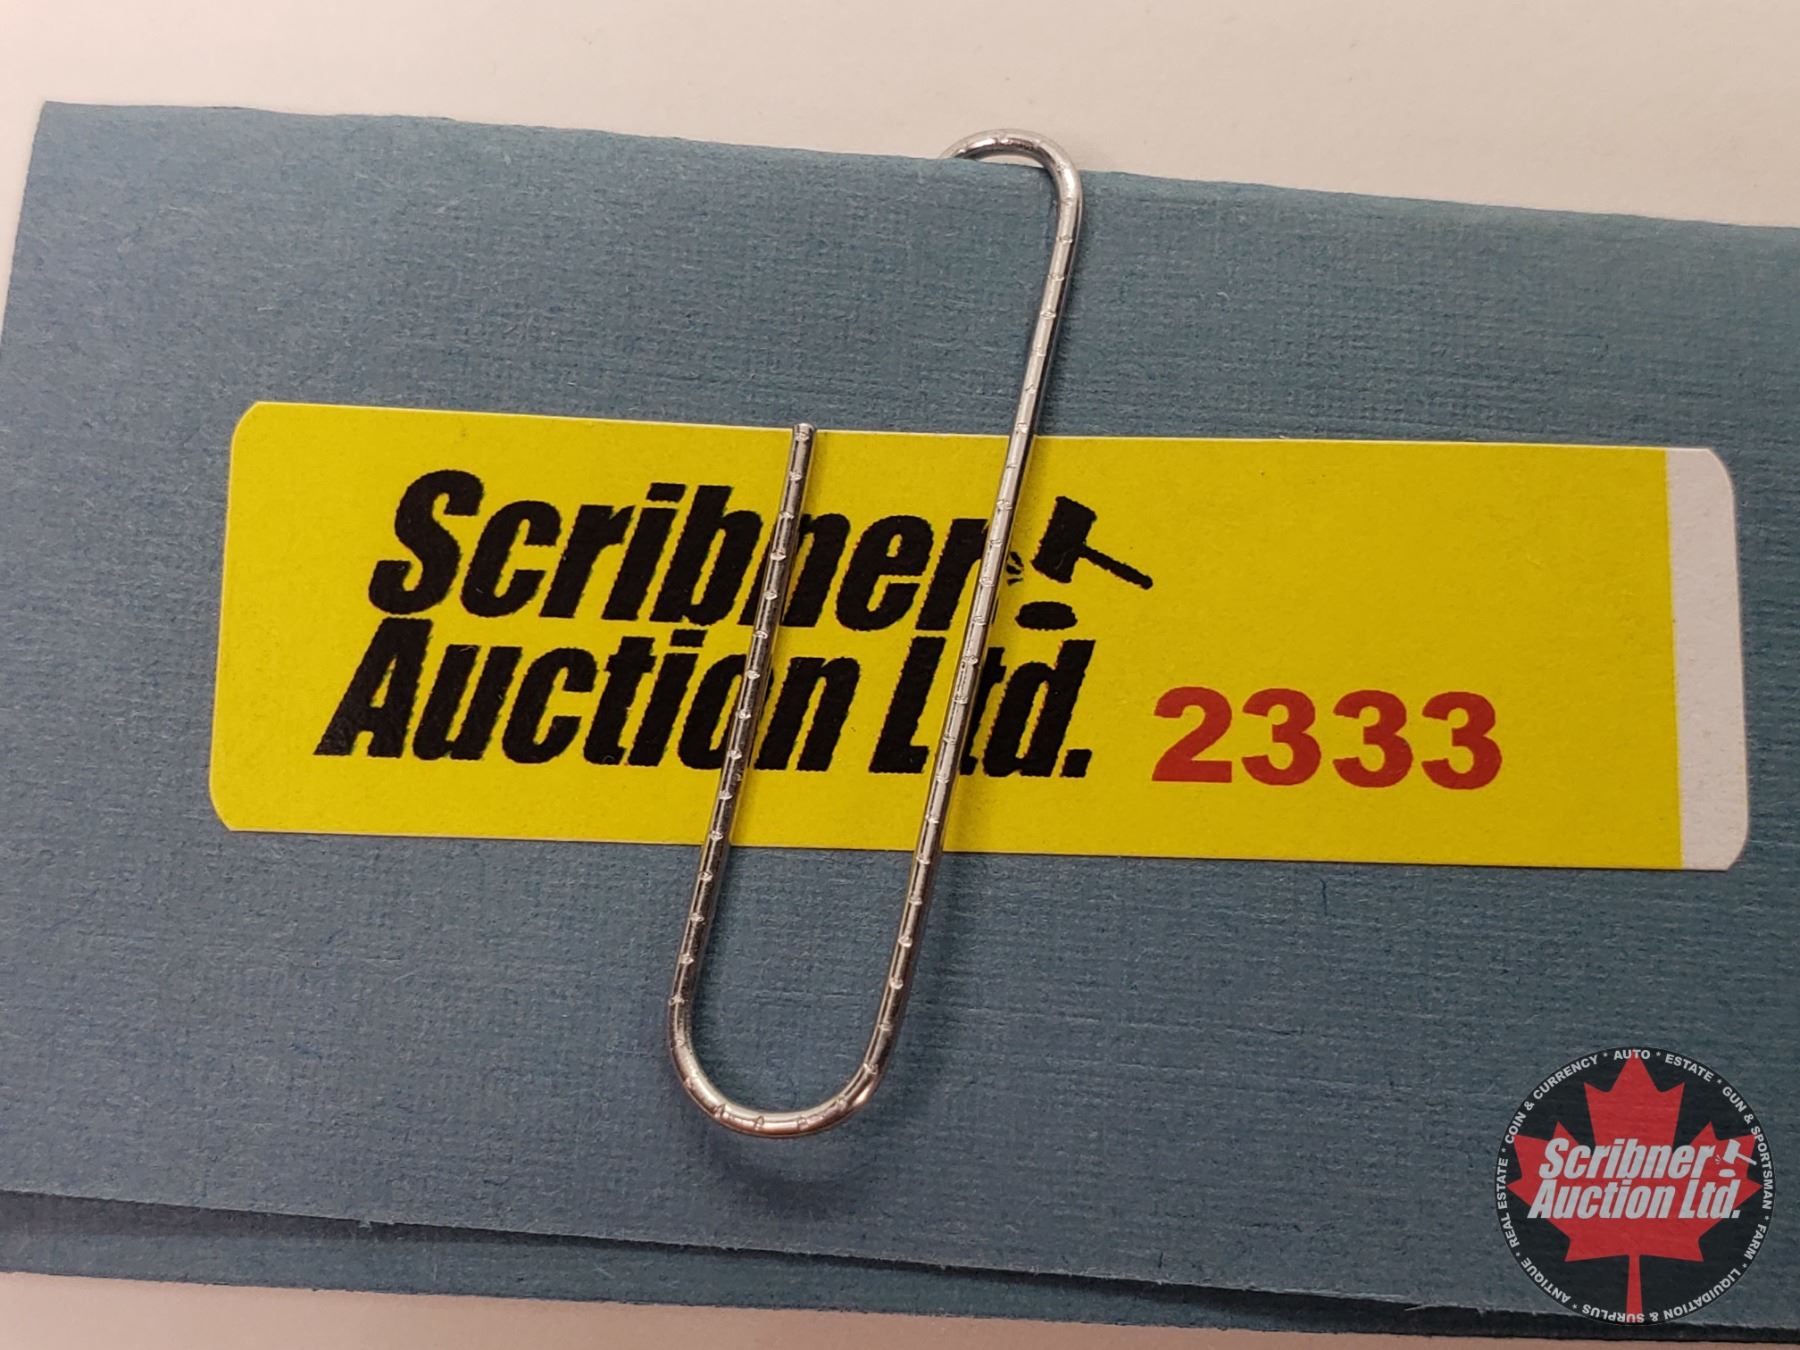 Scribner
Auction Ltd.
2333
REAL ESTATE * COIN & CURRENCY * AUTO * ESTATE * GUN & SPORTSMAN * FARM * LIQUIDATION & SURPLUS * ANTIQUE *
Scribner
Auction Ltd.